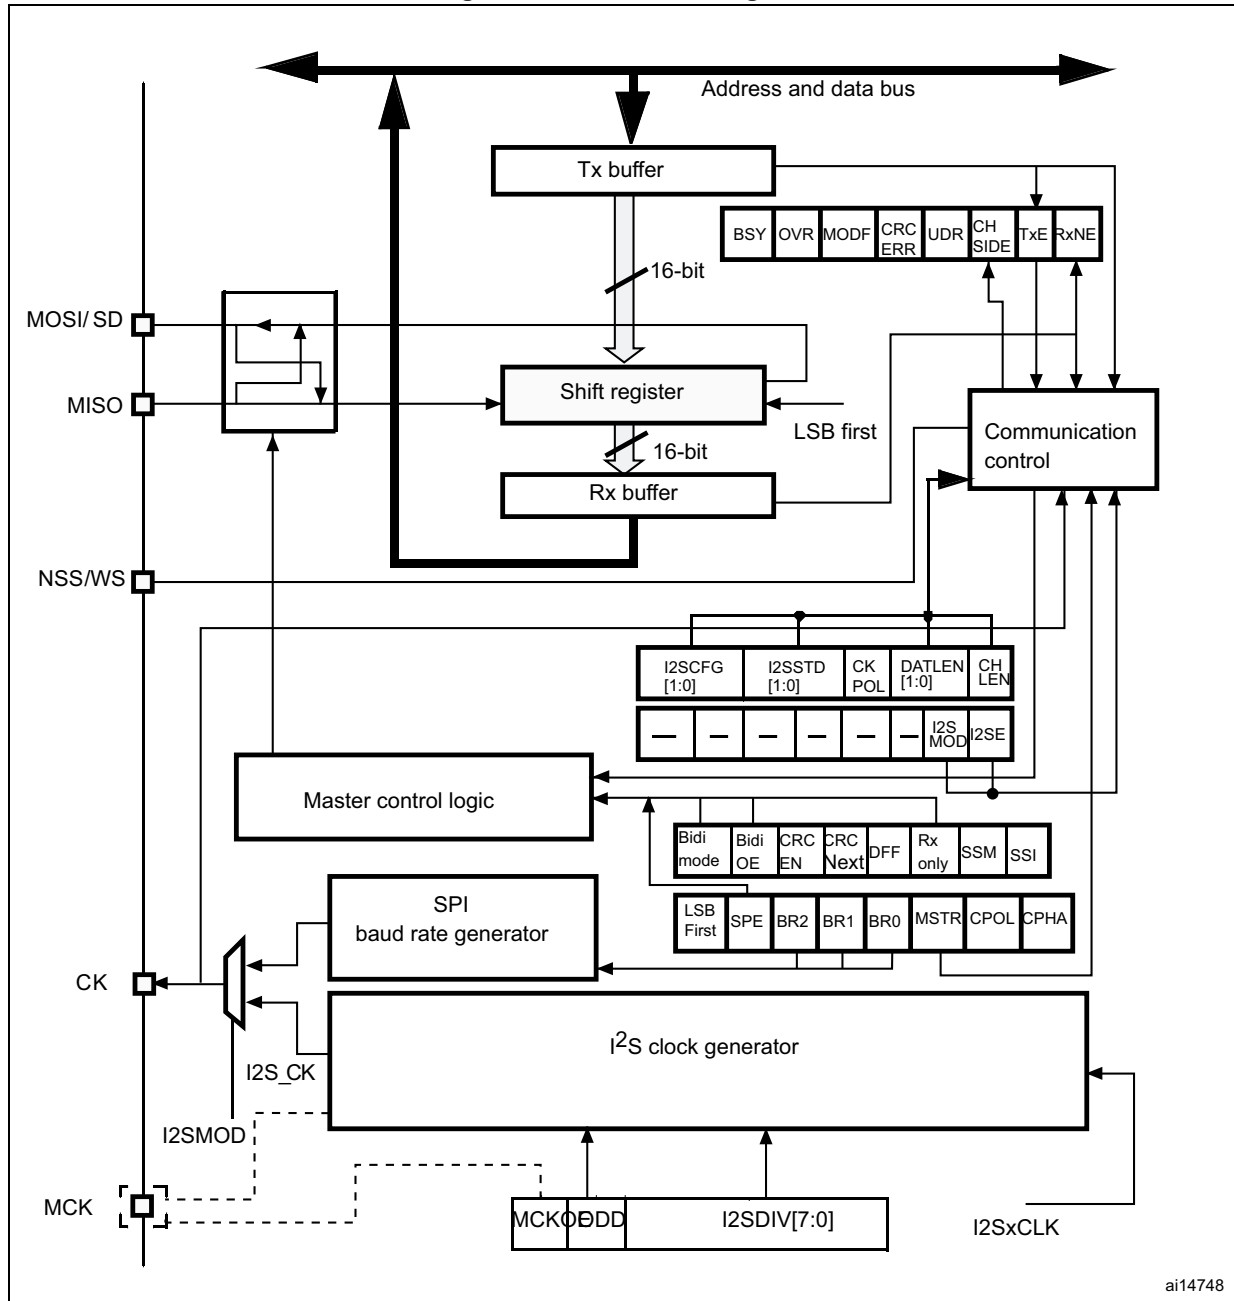 Address and data bus
Tx buffer
BSY
OVR
MODF
CRC
ERR
UDR
CH
SIDE
TxE
RxNE
16-bit
MOSI/ SD
Shift register
MISO
LSB first
Communication
control
16-bit
Rx buffer
NSS/WS
I2SCFG
[1:0]
I2SSTD
[1:0]
CK
POL
DATLEN
[1:0]
CH
LEN
I2S
MOD
I2SE
Master control logic
Bidi
mode
Bidi
OE
CRC
EN
CRC
Next
DFF
Rx
only
SSM
SSI
SPI
baud rate generator
LSB
First
SPE
BR2
BR1
BR0
MSTR
CPOL
CPHA
CK
I2S clock generator
I2S_CK
I2SMOD
MCK
MCKOE
ODD
I2SDIV[7:0]
I2SxCLK
ai14748